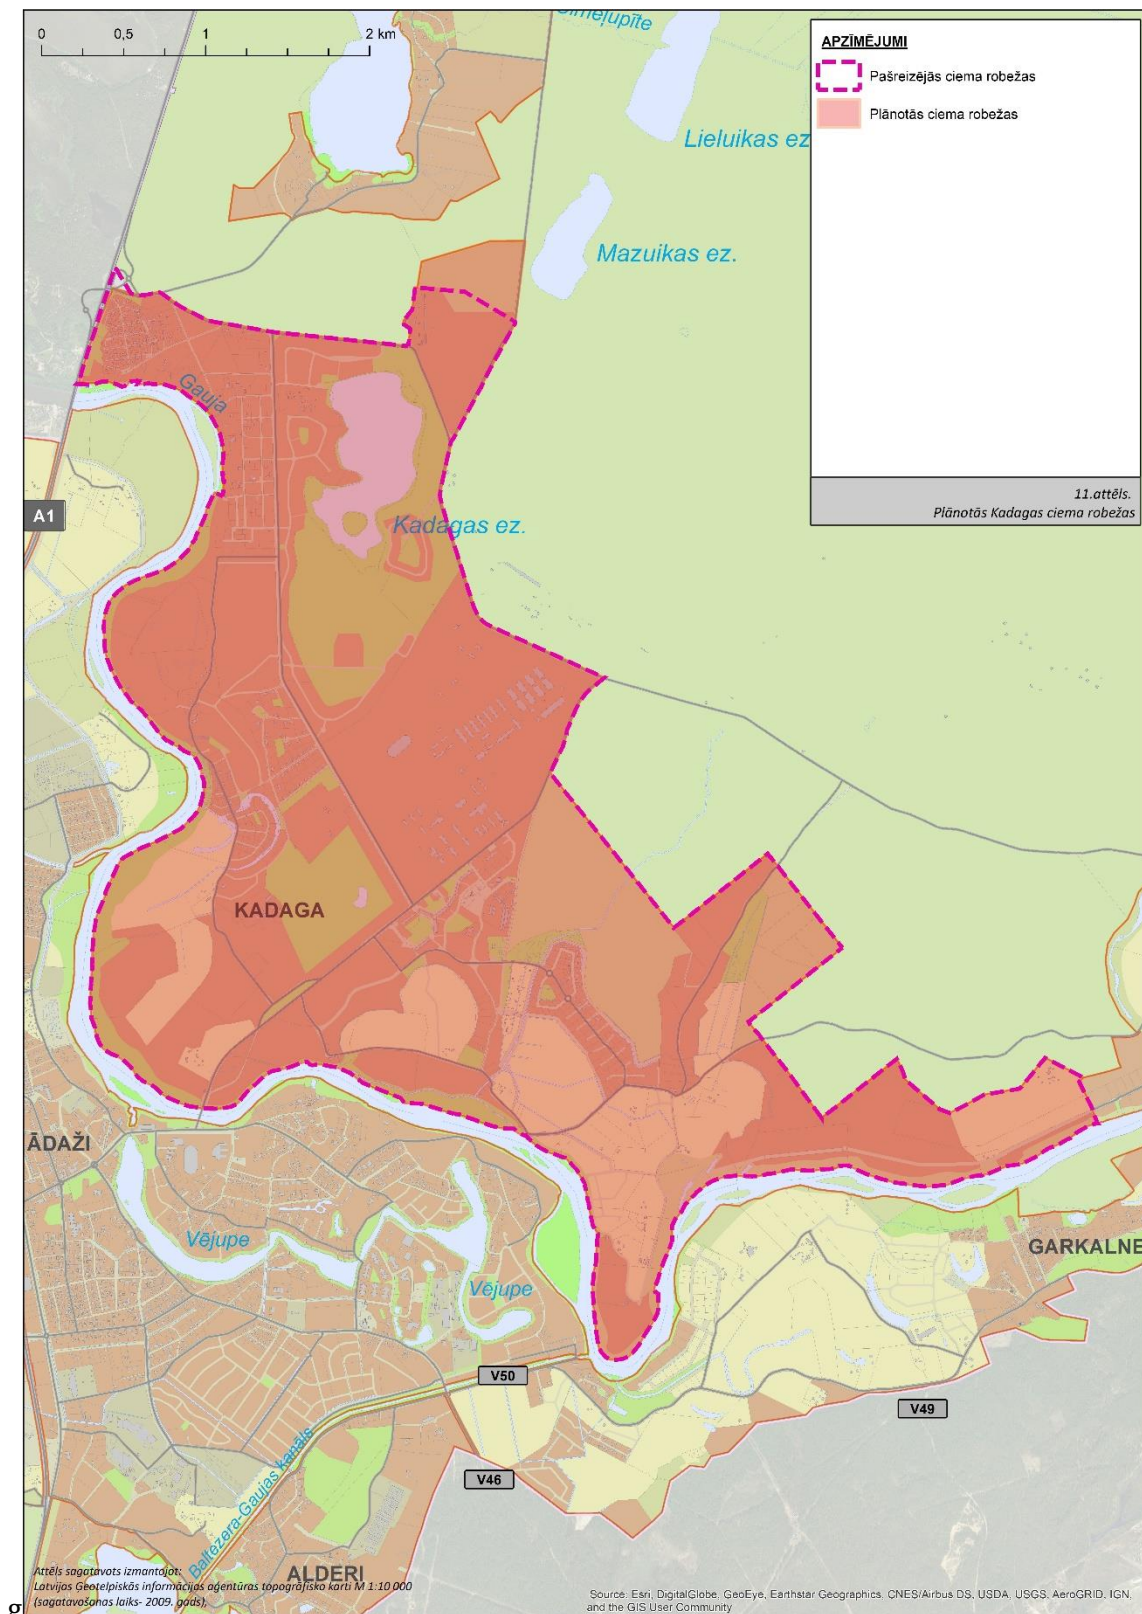 0 0,5 1 2 km
Dimeļupīte
APZĪMĒJUMI
Pašreizējās ciema robežas
Plānotās ciema robežas
Lieluikas ez
Mazuikas ez.
Gauja
11.attēls.
Plānotās Kadagas ciema robežas
A1
Kadagas ez.
KADAGA
ĀDAŽI
Vējupe
GARKALNE
Vējupe
V50
V49
V46
Baltezera-Gaujas kanāls
ALDERI
Attēls sagatavots izmantojot:
Latvijas Ģeotelpiskās informācijas aģentūras topogrāfisko karti M 1:10 000
(sagatavošonas laiks- 2009. gads),
Source: Esri, DigitalGlobe, GeoEye, Earthstar Geographics, CNES/Airbus DS, USDA, USGS, AeroGRID, IGN,
and the GIS User Community
g